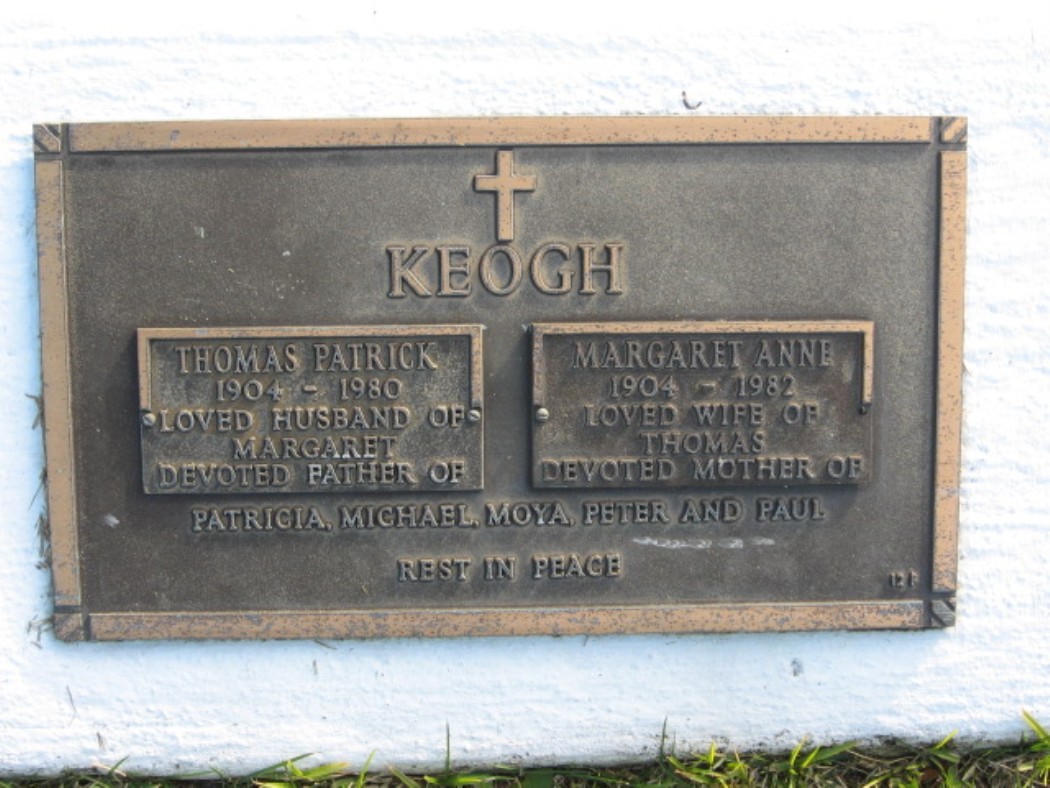 KEOGH
THOMAS PATRICK
1904 - 1980
LOVED HUSBAND OF
MARGARET
DEVOTED FATHER OF
MARGARET ANNE
1904 - 1982
LOVED WIFE OF
THOMAS
DEVOTED MOTHER OF
PATRICIA, MICHAEL, MOYA, PETER AND PAUL
REST IN PEACE
12 F